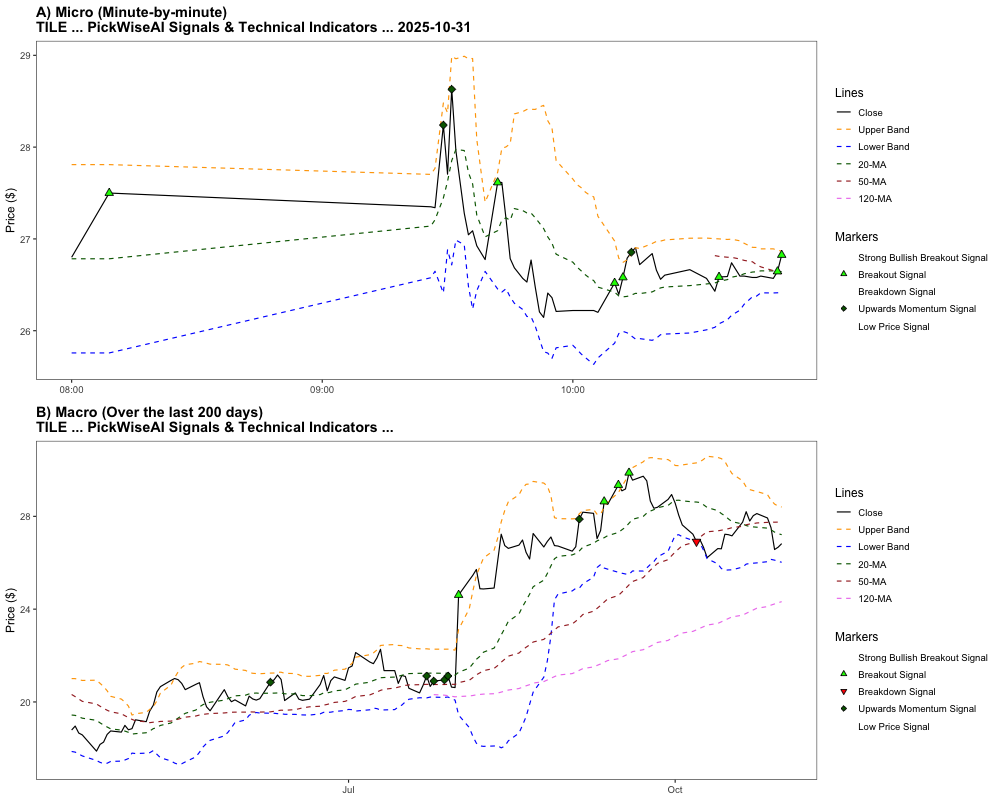 A) Micro (Minute-by-minute)
TILE ... PickWiseAI Signals & Technical Indicators ... 2025-10-31
29
28
27
26
Price ($)
08:00
09:00
10:00
Lines
Close
Upper Band
Lower Band
20-MA
50-MA
120-MA
Markers
Strong Bullish Breakout Signal
Breakout Signal
Breakdown Signal
Upwards Momentum Signal
Low Price Signal
B) Macro (Over the last 200 days)
TILE ... PickWiseAI Signals & Technical Indicators ...
28
24
20
Price ($)
Jul
Oct
Lines
Close
Upper Band
Lower Band
20-MA
50-MA
120-MA
Markers
Strong Bullish Breakout Signal
Breakout Signal
Breakdown Signal
Upwards Momentum Signal
Low Price Signal